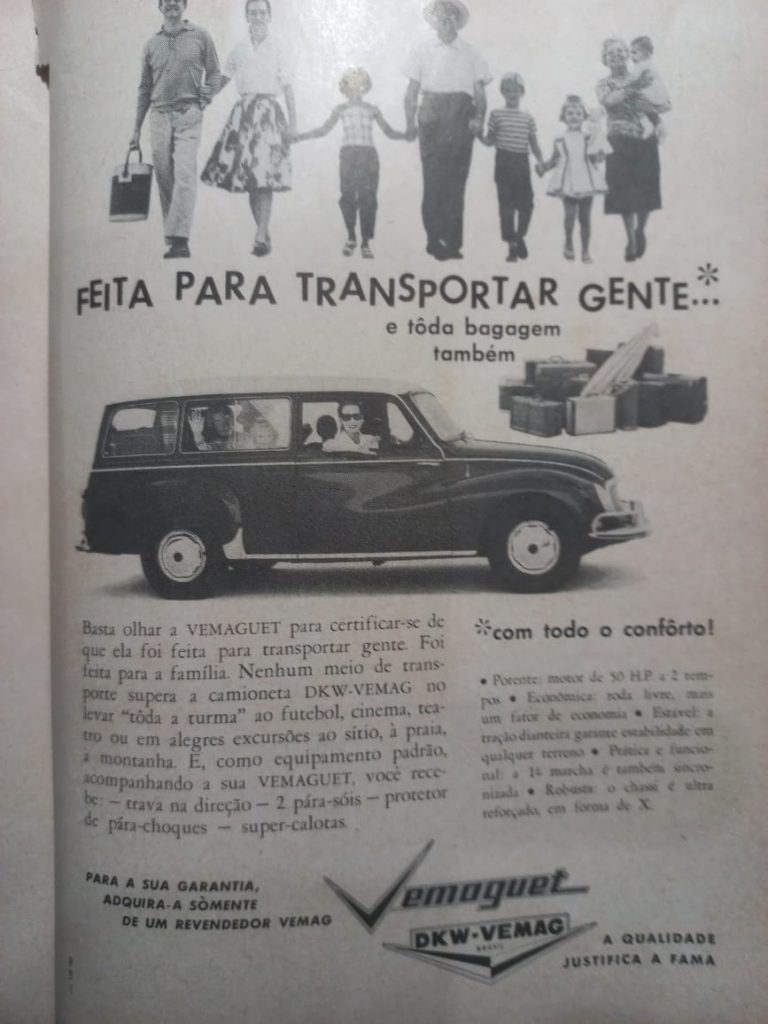 FEITA PARA TRANSPORTAR GENTE...*
e tôda bagagem
também
Basta olhar a VEMAGUET para certificar-se de
que ela foi feita para transportar gente. Foi
feita para a família. Nenhum meio de trans-
porte supera a camioneta DKW-VEMAG no
levar "tôda a turma" ao futebol, cinema, tea-
tro ou em alegres excursões ao sítio, à praia,
à montanha. E, como equipamento padrão,
acompanhando a sua VEMAGUET, você rece-
be: — trava na direção — 2 pára-sóis — protetor
de pára-choques — super-calotas.
*com todo o confôrto!
• Potente: motor de 50 H.P. a 2 tem-
pos • Econômica: roda livre, mais
um fator de economia • Estável: a
tração dianteira garante estabilidade em
qualquer terreno • Prática e funcio-
nal: a 1ª marcha é também sincro-
nizada • Robusta: o chassi é ultra
reforçado, em forma de X.
PARA A SUA GARANTIA,
ADQUIRA-A SÒMENTE
DE UM REVENDEDOR VEMAG
Vemaguet
DKW-VEMAG
BRASIL
A QUALIDADE
JUSTIFICA A FAMA